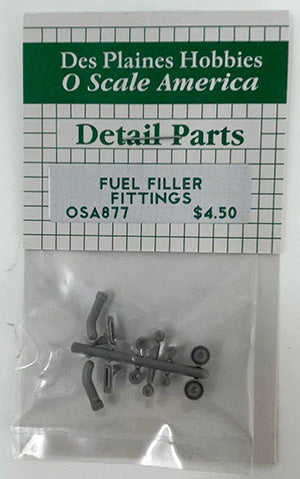 Des Plaines Hobbies
O Scale America
Detail Parts
FUEL FILLER
FITTINGS
OSA877 $4.50